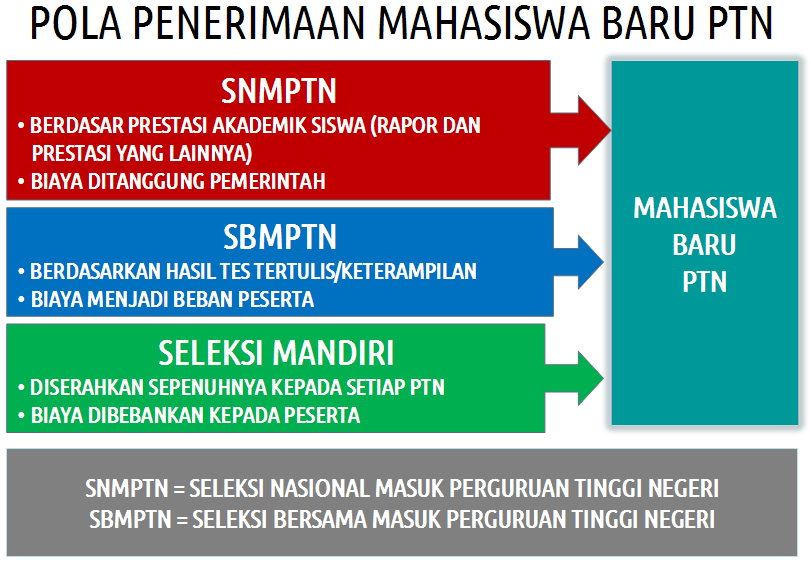 POLA PENERIMAAN MAHASISWA BARU PTN
SNMPTN
• BERDASAR PRESTASI AKADEMIK SISWA (RAPOR DAN
PRESTASI YANG LAINNYA)
• BIAYA DITANGGUNG PEMERINTAH
SBMPTN
• BERDASARKAN HASIL TES TERTULIS/KETERAMPILAN
• BIAYA MENJADI BEBAN PESERTA
SELEKSI MANDIRI
• DISERAHKAN SEPENUHNYA KEPADA SETIAP PTN
• BIAYA DIBEBANKAN KEPADA PESERTA
MAHASISWA
BARU
PTN
SNMPTN = SELEKSI NASIONAL MASUK PERGURUAN TINGGI NEGERI
SBMPTN = SELEKSI BERSAMA MASUK PERGURUAN TINGGI NEGERI